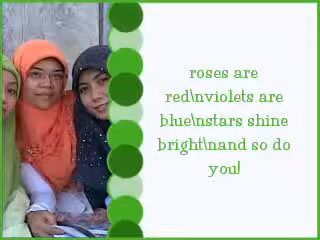 roses are
red\nviolets are
blue\nstars shine
bright\nand so do
you!